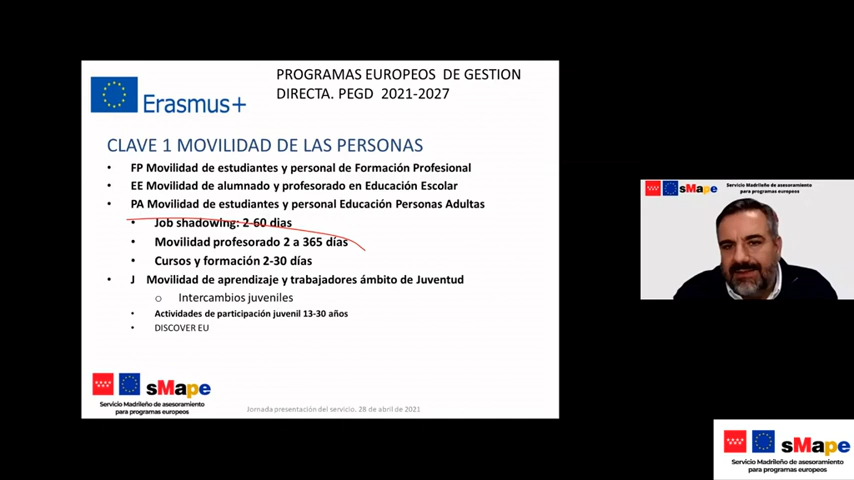 PROGRAMAS EUROPEOS DE GESTION
DIRECTA. PEGD 2021-2027
Erasmus+
CLAVE 1 MOVILIDAD DE LAS PERSONAS
• FP Movilidad de estudiantes y personal de Formación Profesional
• EE Movilidad de alumnado y profesorado en Educación Escolar
• PA Movilidad de estudiantes y personal Educación Personas Adultas
• Job shadowing: 2-60 dias
• Movilidad profesorado 2 a 365 días
• Cursos y formación 2-30 días
• J Movilidad de aprendizaje y trabajadores ámbito de Juventud
o Intercambios juveniles
• Actividades de participación juvenil 13-30 años
• DISCOVER EU
sMape
Servicio Madrileño de asesoramiento
para programas europeos
Jornada presentación del servicio. 28 de abril de 2021
sMape
Servicio Madrileño de asesoramiento
para programas europeos
sMape
Servicio Madrileño de asesoramiento
para programas europeos